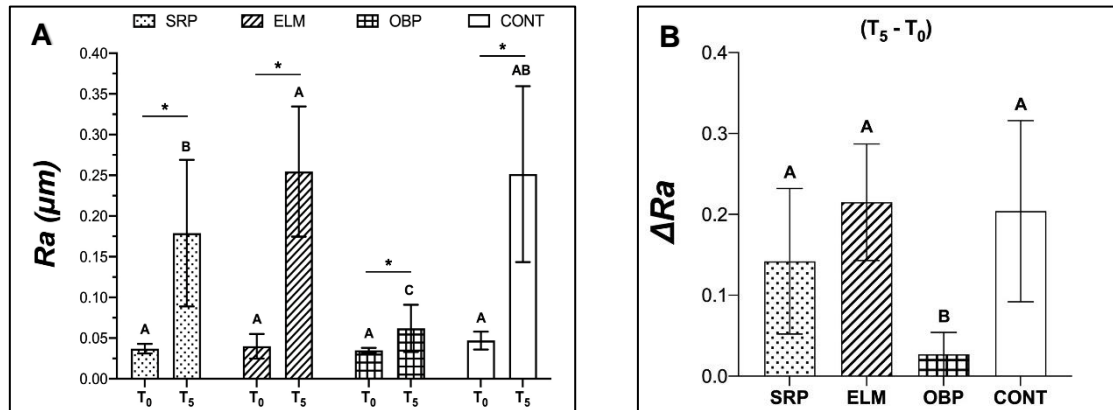 A
SRP ELM OBP CONT
Ra (μm)
0.40
0.35
0.30
0.25
0.20
0.15
0.10
0.05
0.00
* * * *
A B A A A C A AB
T₀ T₅ T₀ T₅ T₀ T₅ T₀ T₅
B
(T₅ - T₀)
ΔRa
0.4
0.3
0.2
0.1
0.0
A A B A
SRP ELM OBP CONT